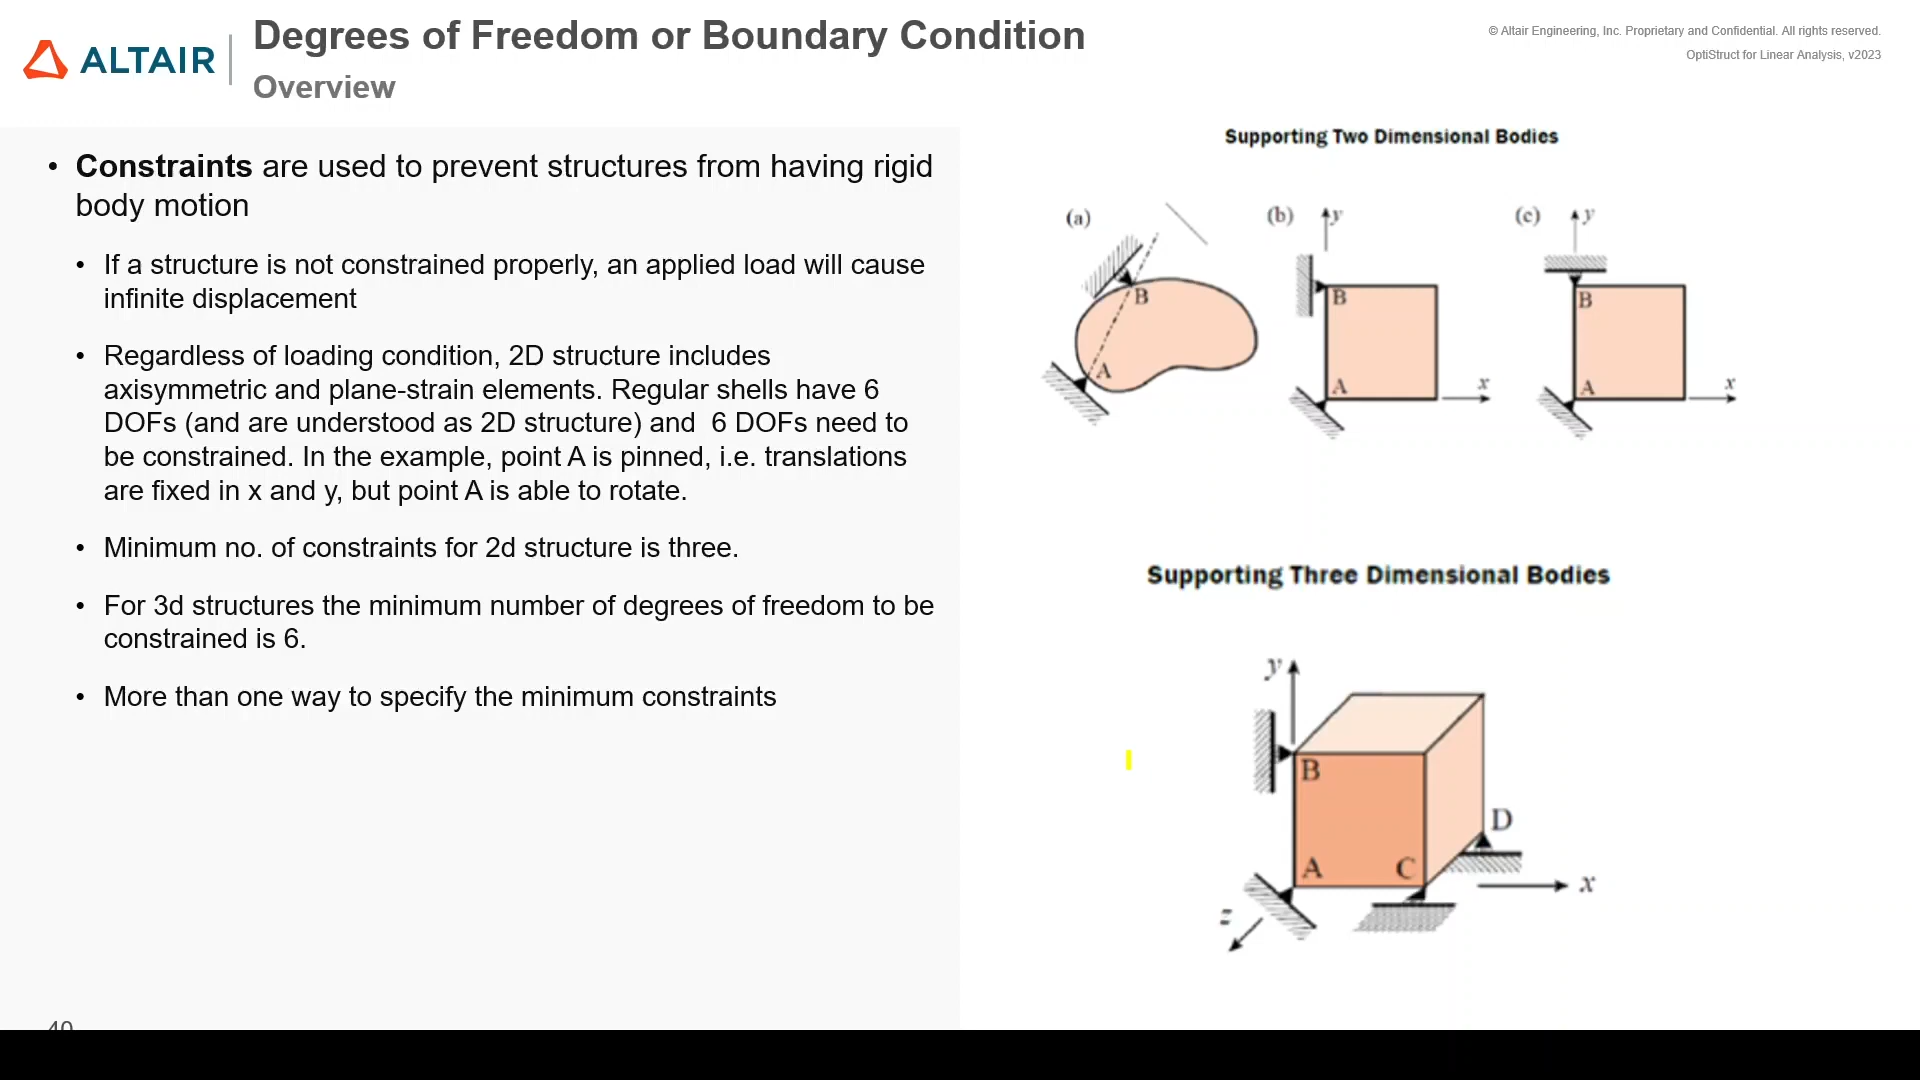 ALTAIR
Degrees of Freedom or Boundary Condition
Overview
© Altair Engineering, Inc. Proprietary and Confidential. All rights reserved.
OptiStruct for Linear Analysis, v2023
• Constraints are used to prevent structures from having rigid
body motion
• If a structure is not constrained properly, an applied load will cause
infinite displacement
• Regardless of loading condition, 2D structure includes
axisymmetric and plane-strain elements. Regular shells have 6
DOFs (and are understood as 2D structure) and 6 DOFs need to
be constrained. In the example, point A is pinned, i.e. translations
are fixed in x and y, but point A is able to rotate.
• Minimum no. of constraints for 2d structure is three.
• For 3d structures the minimum number of degrees of freedom to be
constrained is 6.
• More than one way to specify the minimum constraints
Supporting Two Dimensional Bodies
(a)
B
A
(b)
y
B
A
x
(c)
y
B
A
x
Supporting Three Dimensional Bodies
y
B
D
A
C
x
z
40